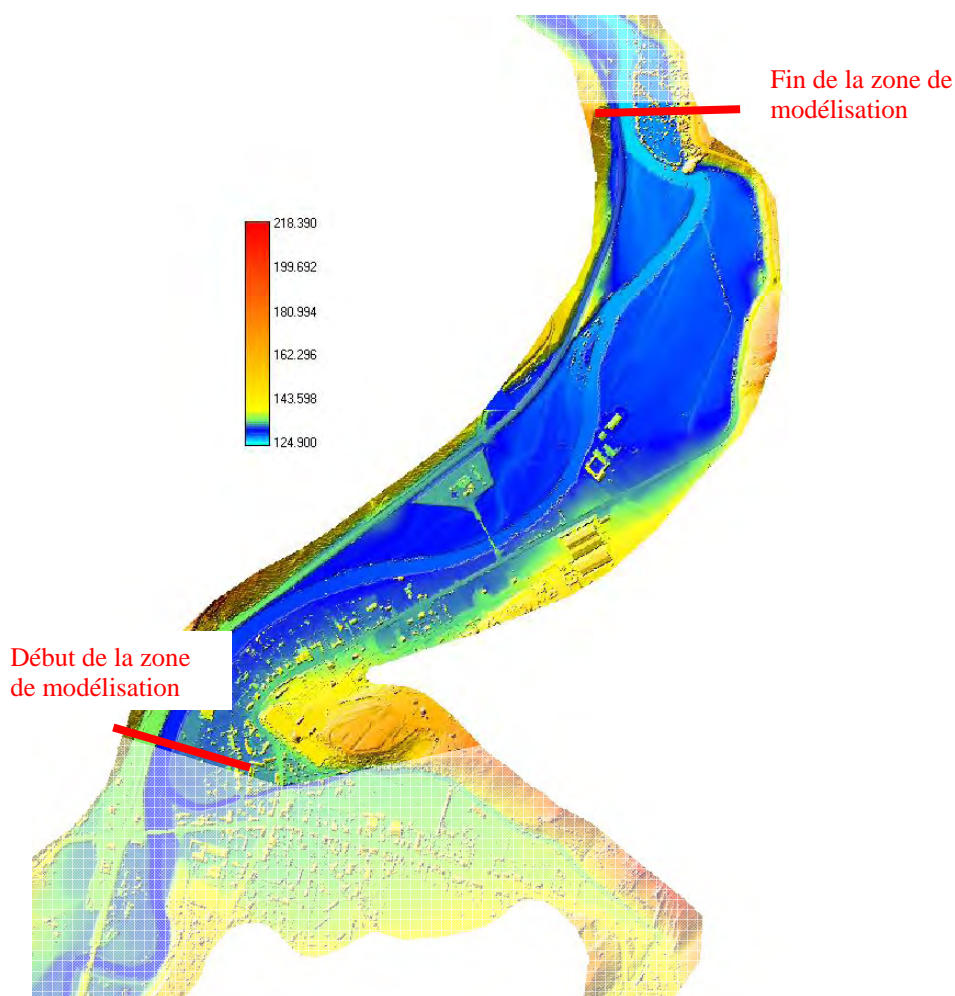 Fin de la zone de
modélisation
218.390
199.692
180.994
162.296
143.598
124.900
Début de la zone
de modélisation